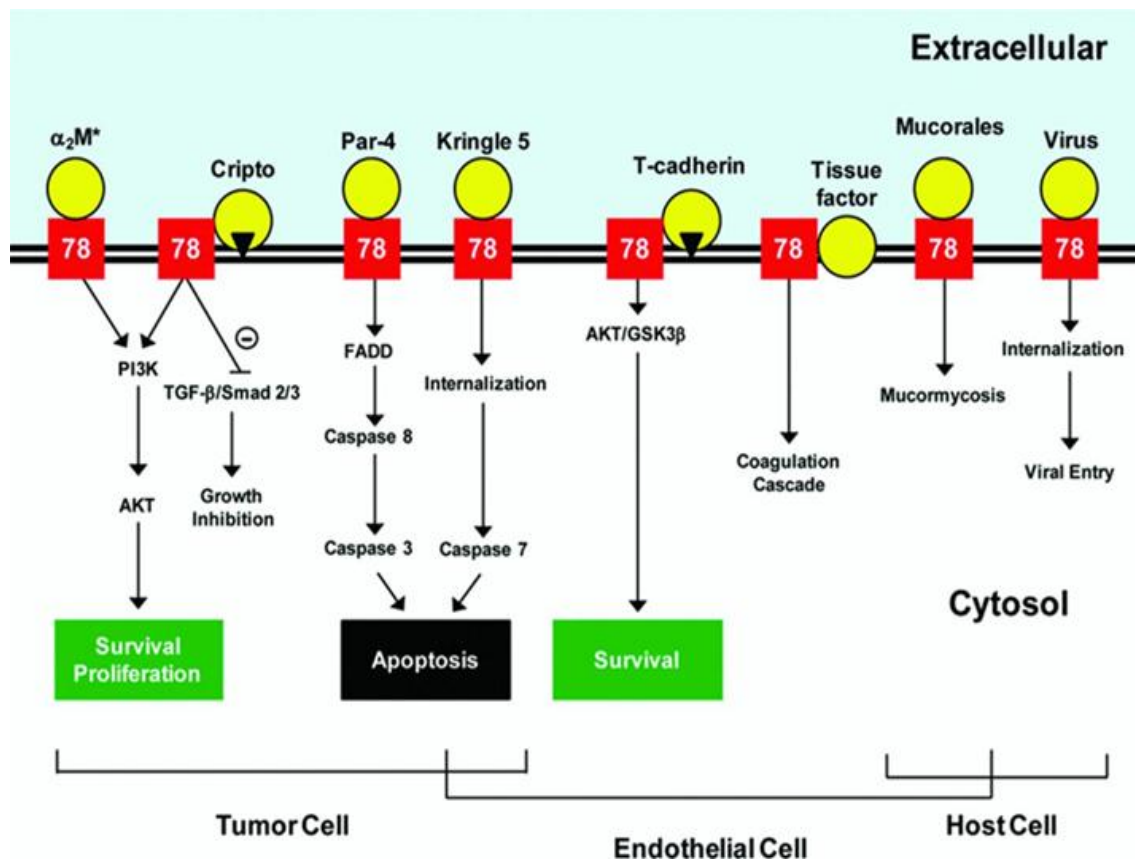 Extracellular
α₂M*
Cripto
Par-4
Kringle 5
T-cadherin
Tissue
factor
Mucorales
Virus
78
78
78
78
78
78
78
78
PI3K
TGF-β/Smad 2/3
FADD
Internalization
AKT/GSK3β
Mucormycosis
Internalization
AKT
Growth
Inhibition
Caspase 8
Coagulation
Cascade
Viral Entry
Caspase 3
Caspase 7
Cytosol
Survival
Proliferation
Apoptosis
Survival
Tumor Cell
Endothelial Cell
Host Cell